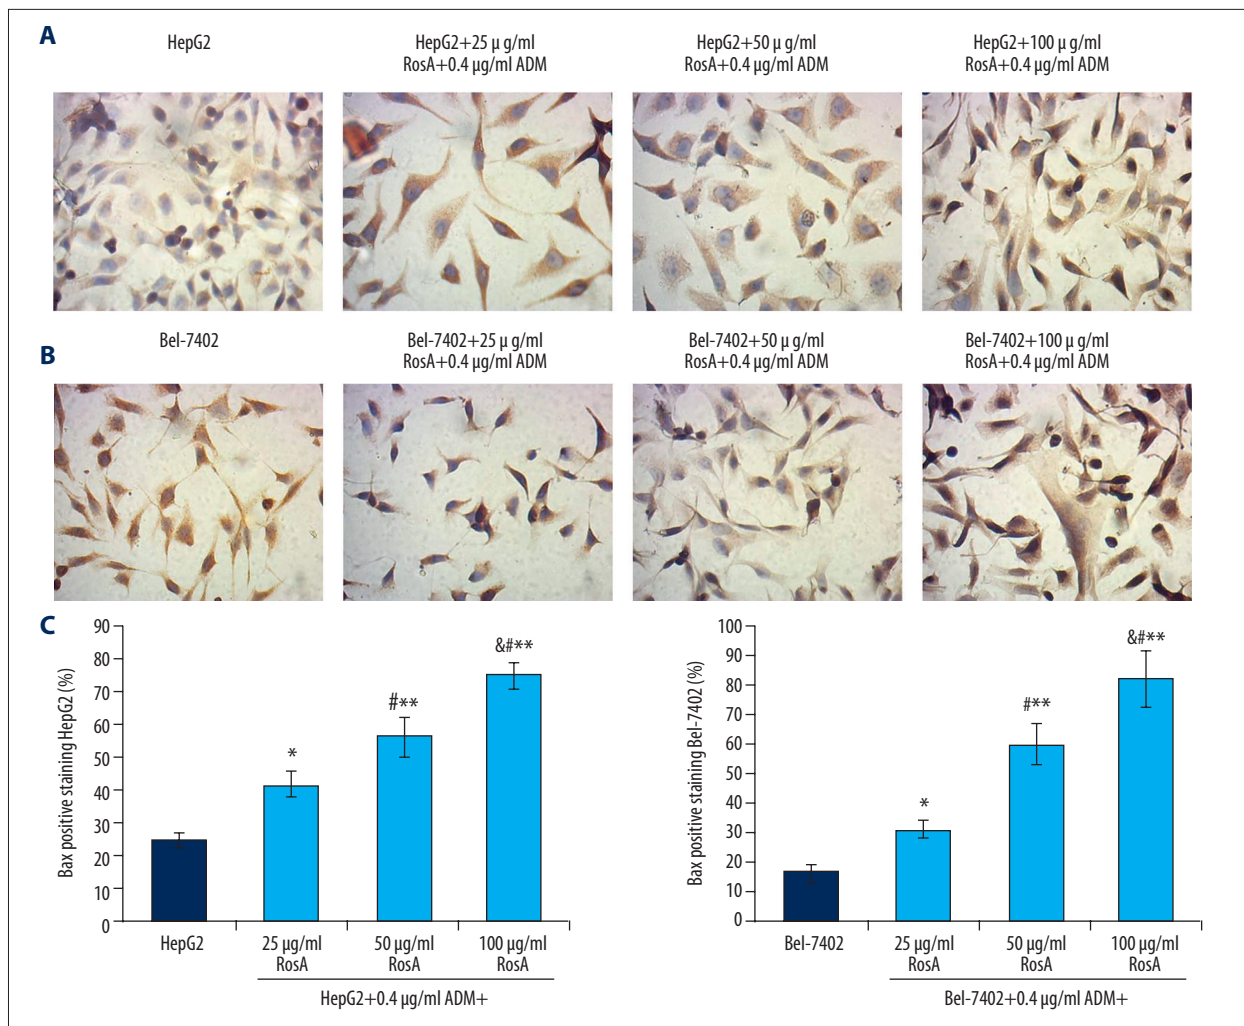 A
HepG2
HepG2+25 µ g/ml
RosA+0.4 µg/ml ADM
HepG2+50 µ g/ml
RosA+0.4 µg/ml ADM
HepG2+100 µ g/ml
RosA+0.4 µg/ml ADM
B
Bel-7402
Bel-7402+25 µ g/ml
RosA+0.4 µg/ml ADM
Bel-7402+50 µ g/ml
RosA+0.4 µg/ml ADM
Bel-7402+100 µ g/ml
RosA+0.4 µg/ml ADM
C
Bax positive staining HepG2 (%)
90
80
70
60
50
40
30
20
10
0
*
#**
&#**
HepG2
25 µg/ml
RosA
50 µg/ml
RosA
100 µg/ml
RosA
HepG2+0.4 µg/ml ADM+
Bax positive staining Bel-7402 (%)
100
90
80
70
60
50
40
30
20
10
0
*
#**
&#**
Bel-7402
25 µg/ml
RosA
50 µg/ml
RosA
100 µg/ml
RosA
Bel-7402+0.4 µg/ml ADM+